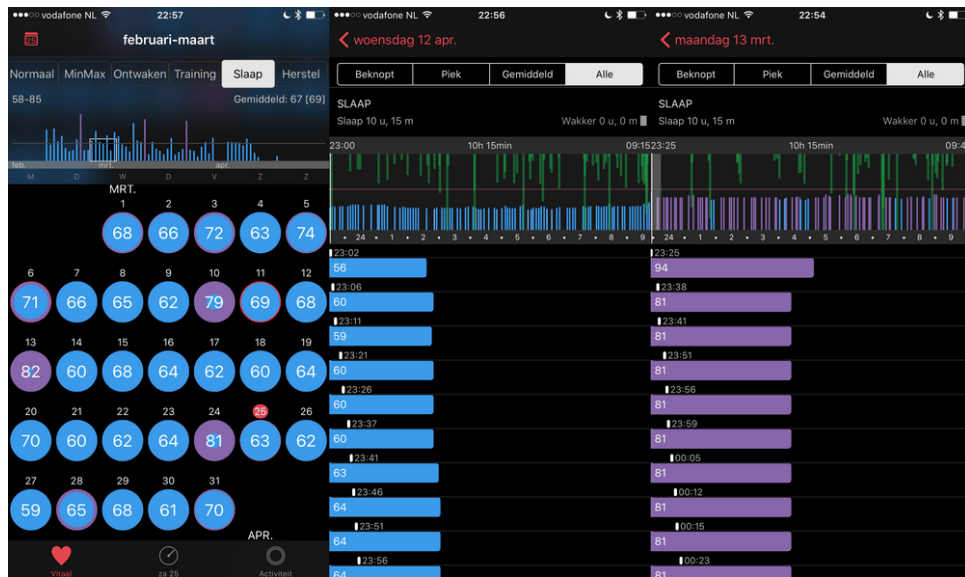 vodafone NL 22:57
25
februari-maart
Normaal MinMax Ontwaken Training Slaap Herstel
58-85 Gemiddeld: 67 [69]
feb. mrt. apr.
M D W D V Z Z
MRT.
1 2 3 4 5
68 66 72 63 74
6 7 8 9 10 11 12
71 66 65 62 79 69 68
13 14 15 16 17 18 19
82 60 68 64 62 60 64
20 21 22 23 24 25 26
70 60 62 64 81 63 62
27 28 29 30 31
59 65 68 61 70
APR.
Vitaal za 25 Activiteit
vodafone NL 22:56
woensdag 12 apr.
Beknopt Piek Gemiddeld Alle
SLAAP
Slaap 10 u, 15 m Wakker 0 u, 0 m
23:00 10h 15min 09:15
24 1 2 3 4 5 6 7 8 9
23:02
56
23:06
60
23:11
59
23:21
60
23:26
60
23:37
60
23:41
63
23:46
64
23:51
64
23:56
64
vodafone NL 22:54
maandag 13 mrt.
Beknopt Piek Gemiddeld Alle
SLAAP
Slaap 10 u, 15 m Wakker 0 u, 0 m
23:25 10h 15min 09:4
24 1 2 3 4 5 6 7 8 9
23:25
94
23:38
81
23:41
81
23:51
81
23:56
81
23:59
81
00:05
81
00:12
81
00:15
81
00:23
81